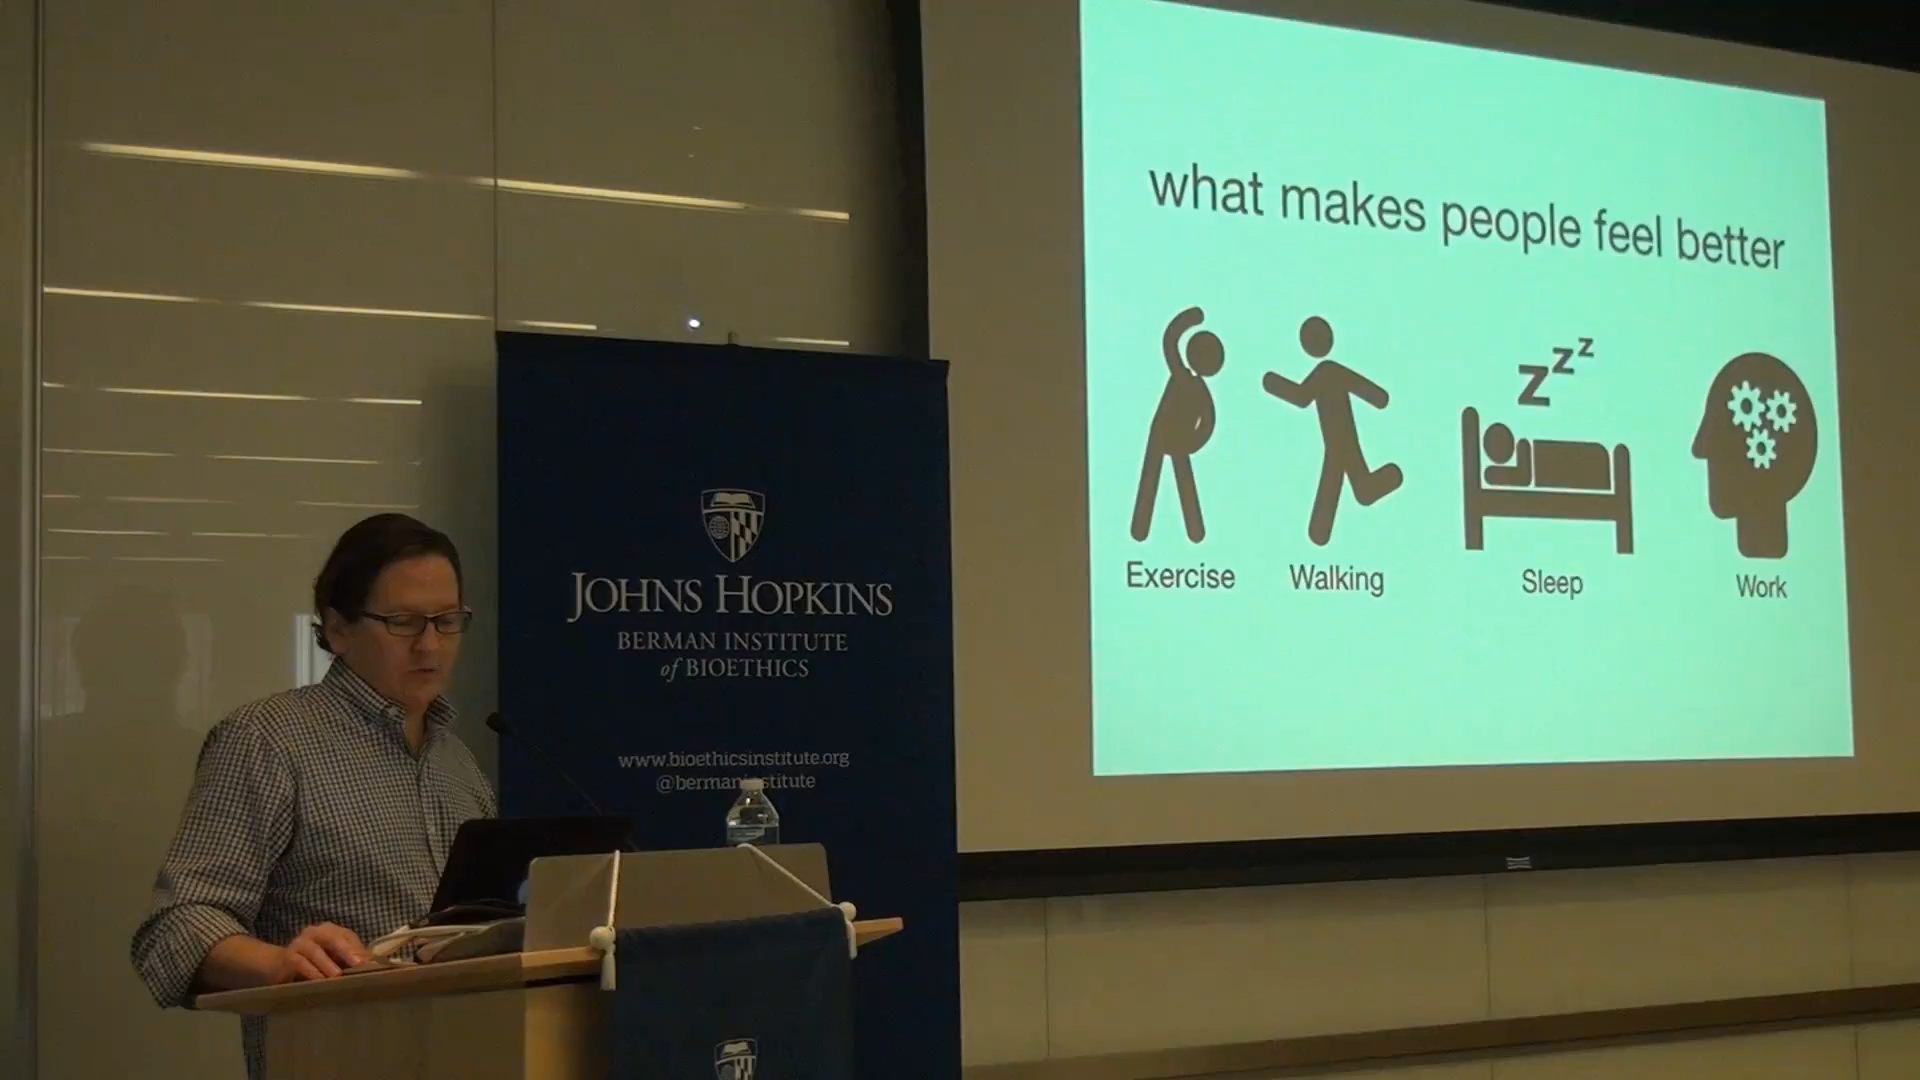 what makes people feel better
z z z
Exercise
Walking
Sleep
Work
JOHNS HOPKINS
BERMAN INSTITUTE
of BIOETHICS
www.bioethicsinstitute.org